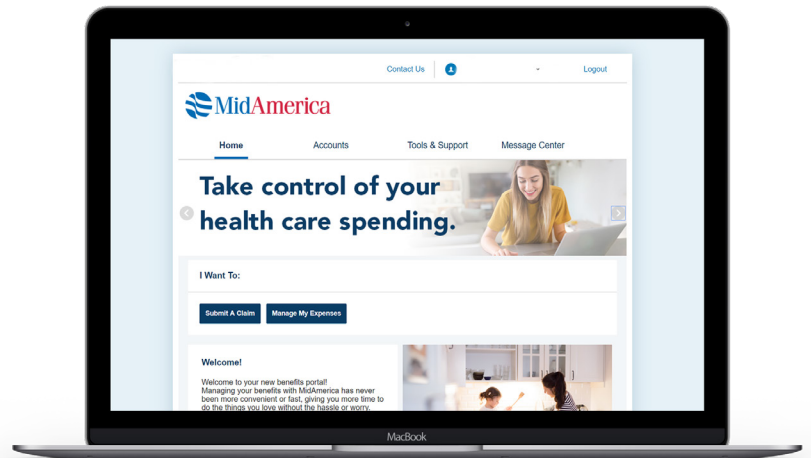 Contact Us
Logout
MidAmerica
Home Accounts Tools & Support Message Center
Take control of your
health care spending.
I Want To:
Submit A Claim Manage My Expenses
Welcome!
Welcome to your new benefits portal!
Managing your benefits with MidAmerica has never
been more convenient or fast, giving you more time to
do the things you love without the hassle or worry.
MacBook